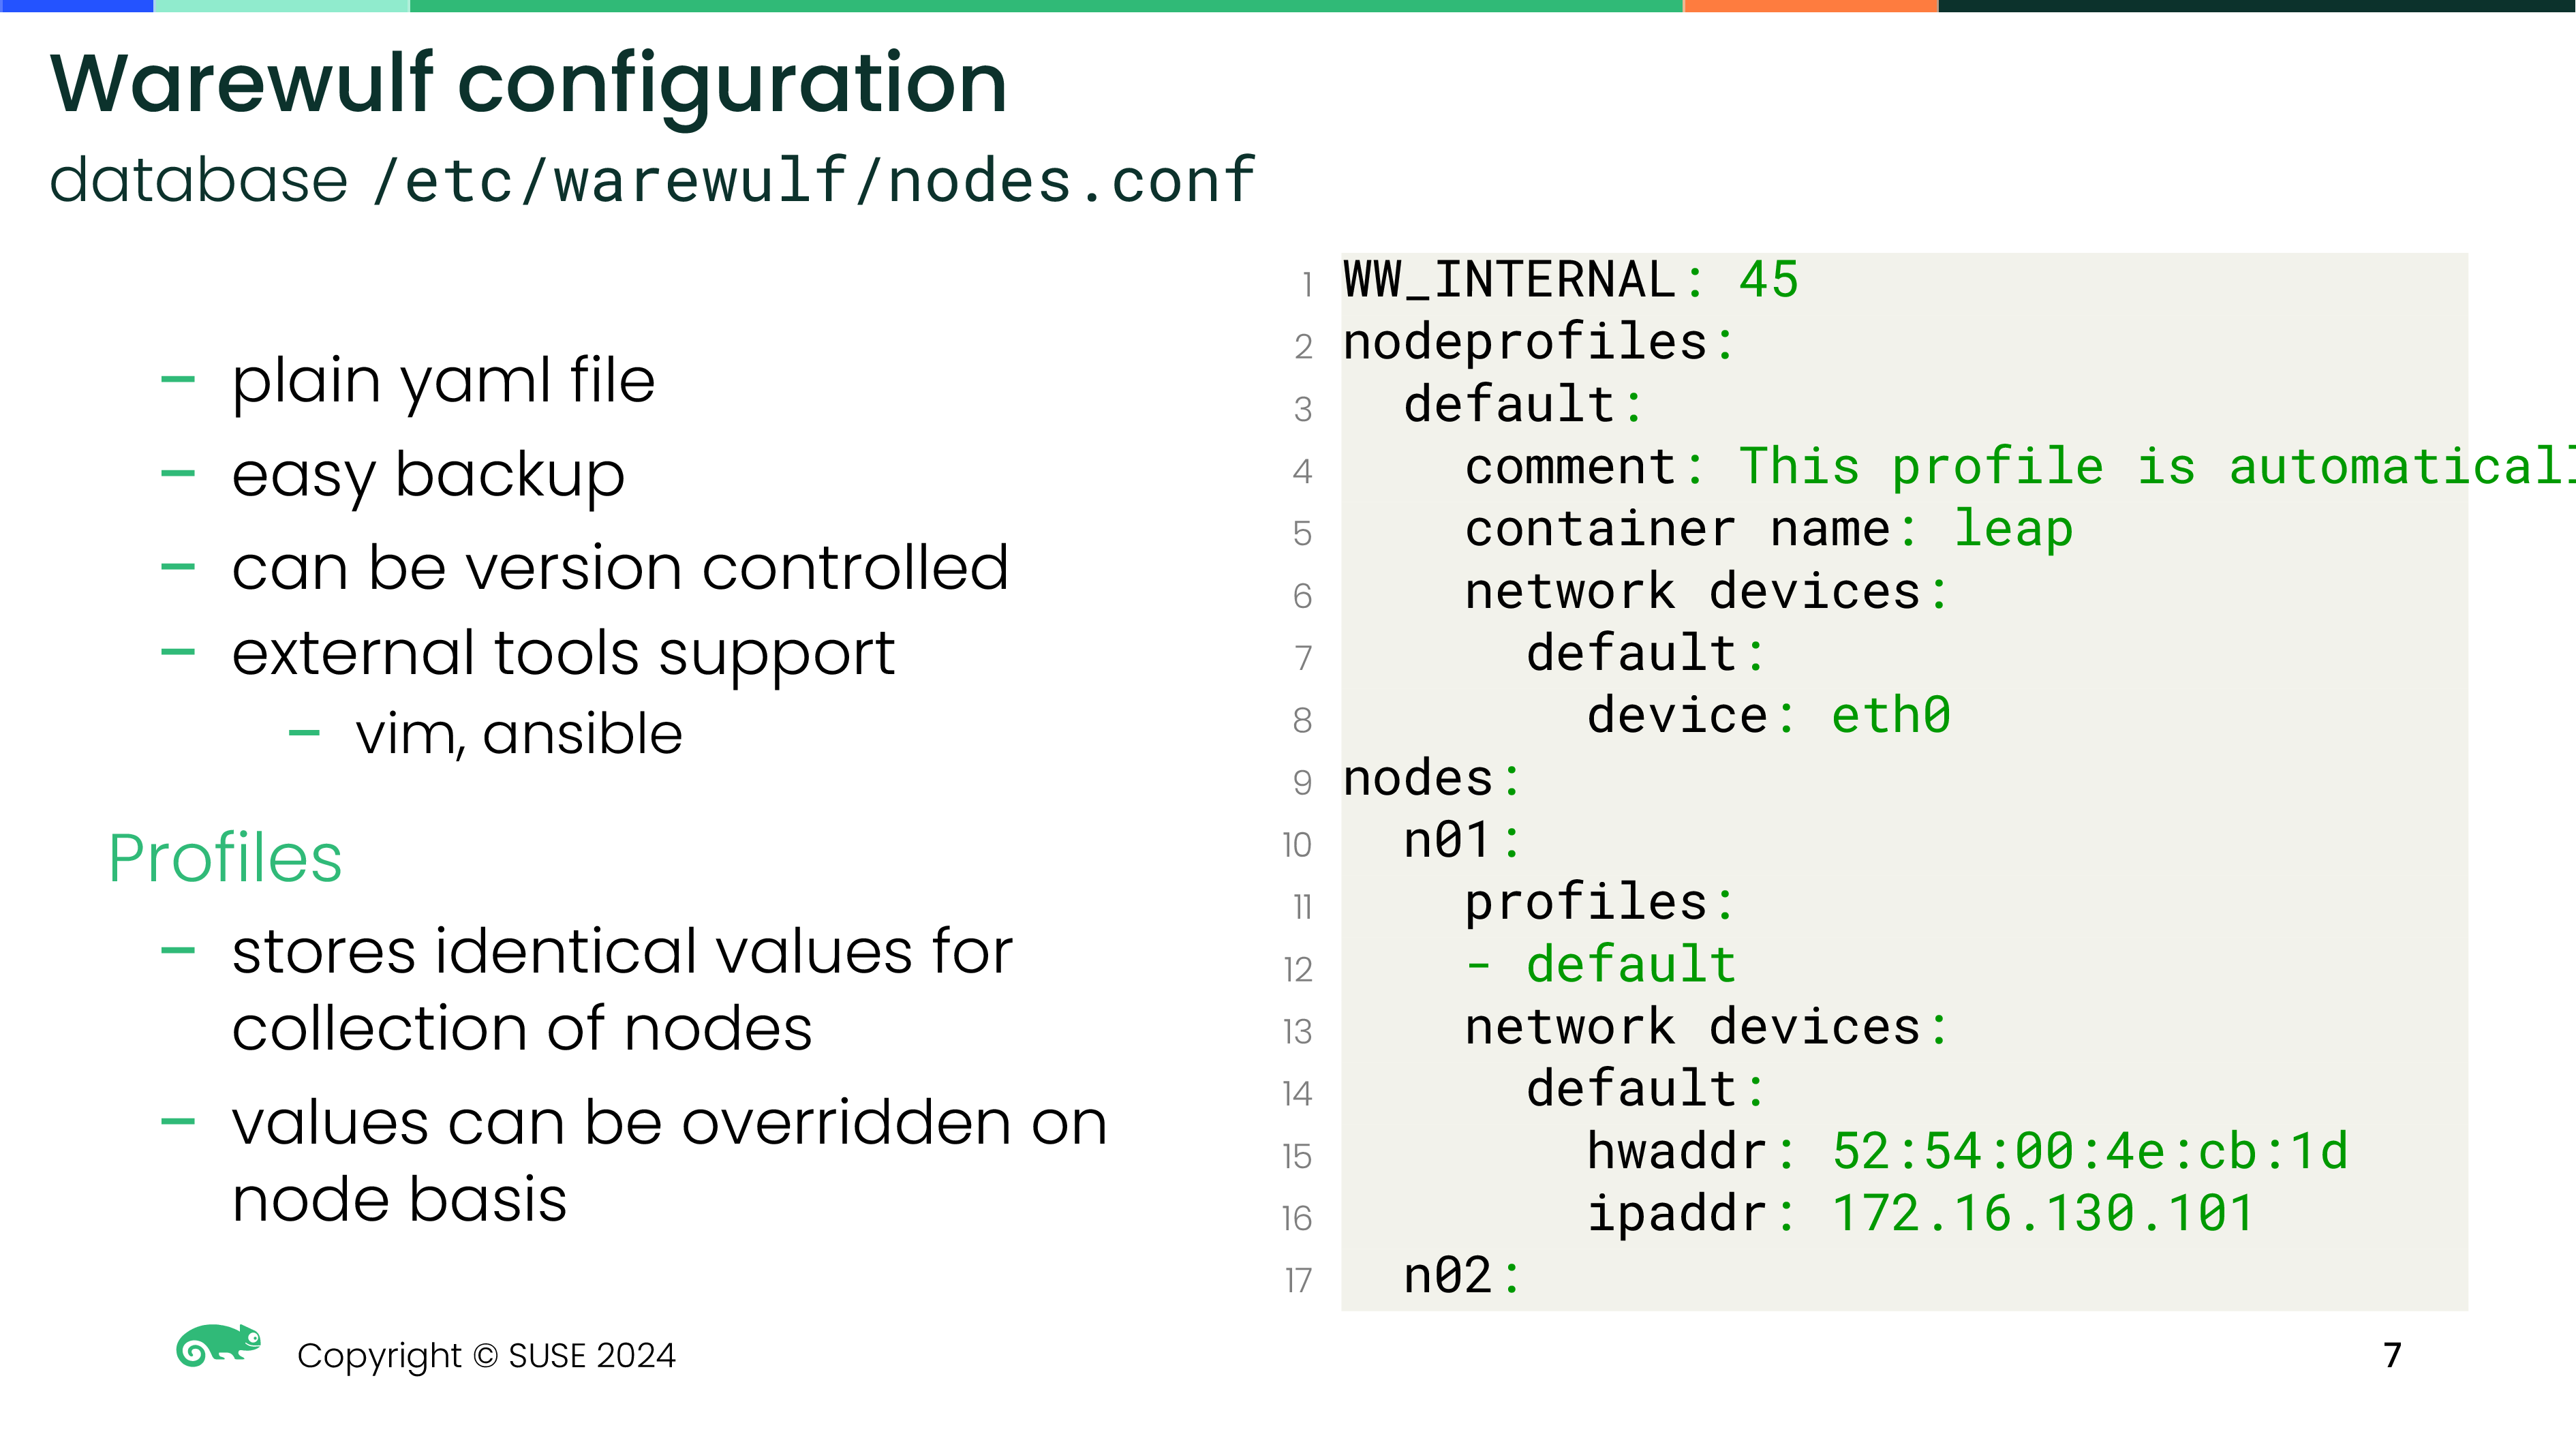 Warewulf configuration
database /etc/warewulf/nodes.conf
– plain yaml file
– easy backup
– can be version controlled
– external tools support
– vim, ansible
Profiles
– stores identical values for
collection of nodes
– values can be overridden on
node basis
1 WW_INTERNAL: 45
2 nodeprofiles:
3   default:
4     comment: This profile is
5     container name: leap
6     network devices:
7       default:
8         device: eth0
9 nodes:
10   n01:
11     profiles:
12     - default
13     network devices:
14       default:
15         hwaddr: 52:54:00:4e:cb:1d
16         ipaddr: 172.16.130.101
17   n02:
Copyright © SUSE 2024
7